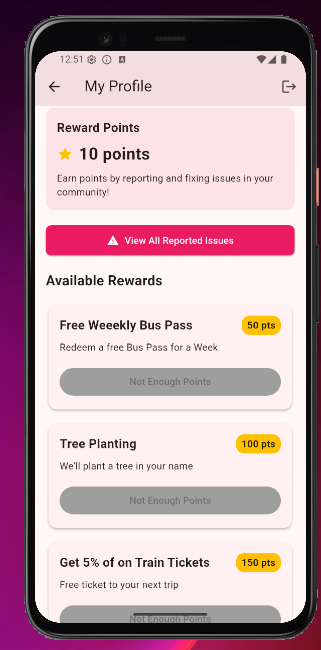 12:51
My Profile
Reward Points
10 points
Earn points by reporting and fixing issues in your
community!
View All Reported Issues
Available Rewards
Free Weeekly Bus Pass
50 pts
Redeem a free Bus Pass for a Week
Not Enough Points
Tree Planting
100 pts
We'll plant a tree in your name
Not Enough Points
Get 5% of on Train Tickets
150 pts
Free ticket to your next trip
Not Enough Points